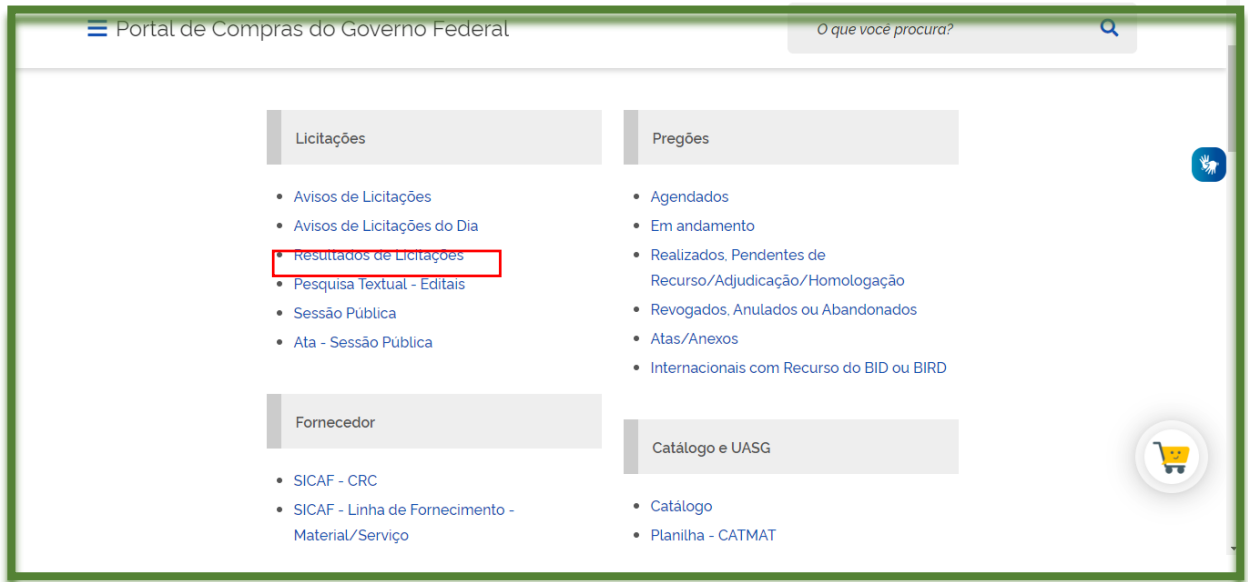 Portal de Compras do Governo Federal
O que você procura?
Licitações
Avisos de Licitações
Avisos de Licitações do Dia
Resultados de Licitações
Pesquisa Textual - Editais
Sessão Pública
Ata - Sessão Pública
Fornecedor
SICAF - CRC
SICAF - Linha de Fornecimento -
Material/Serviço
Pregões
Agendados
Em andamento
Realizados, Pendentes de
Recurso/Adjudicação/Homologação
Revogados, Anulados ou Abandonados
Atas/Anexos
Internacionais com Recurso do BID ou BIRD
Catálogo e UASG
Catálogo
Planilha - CATMAT